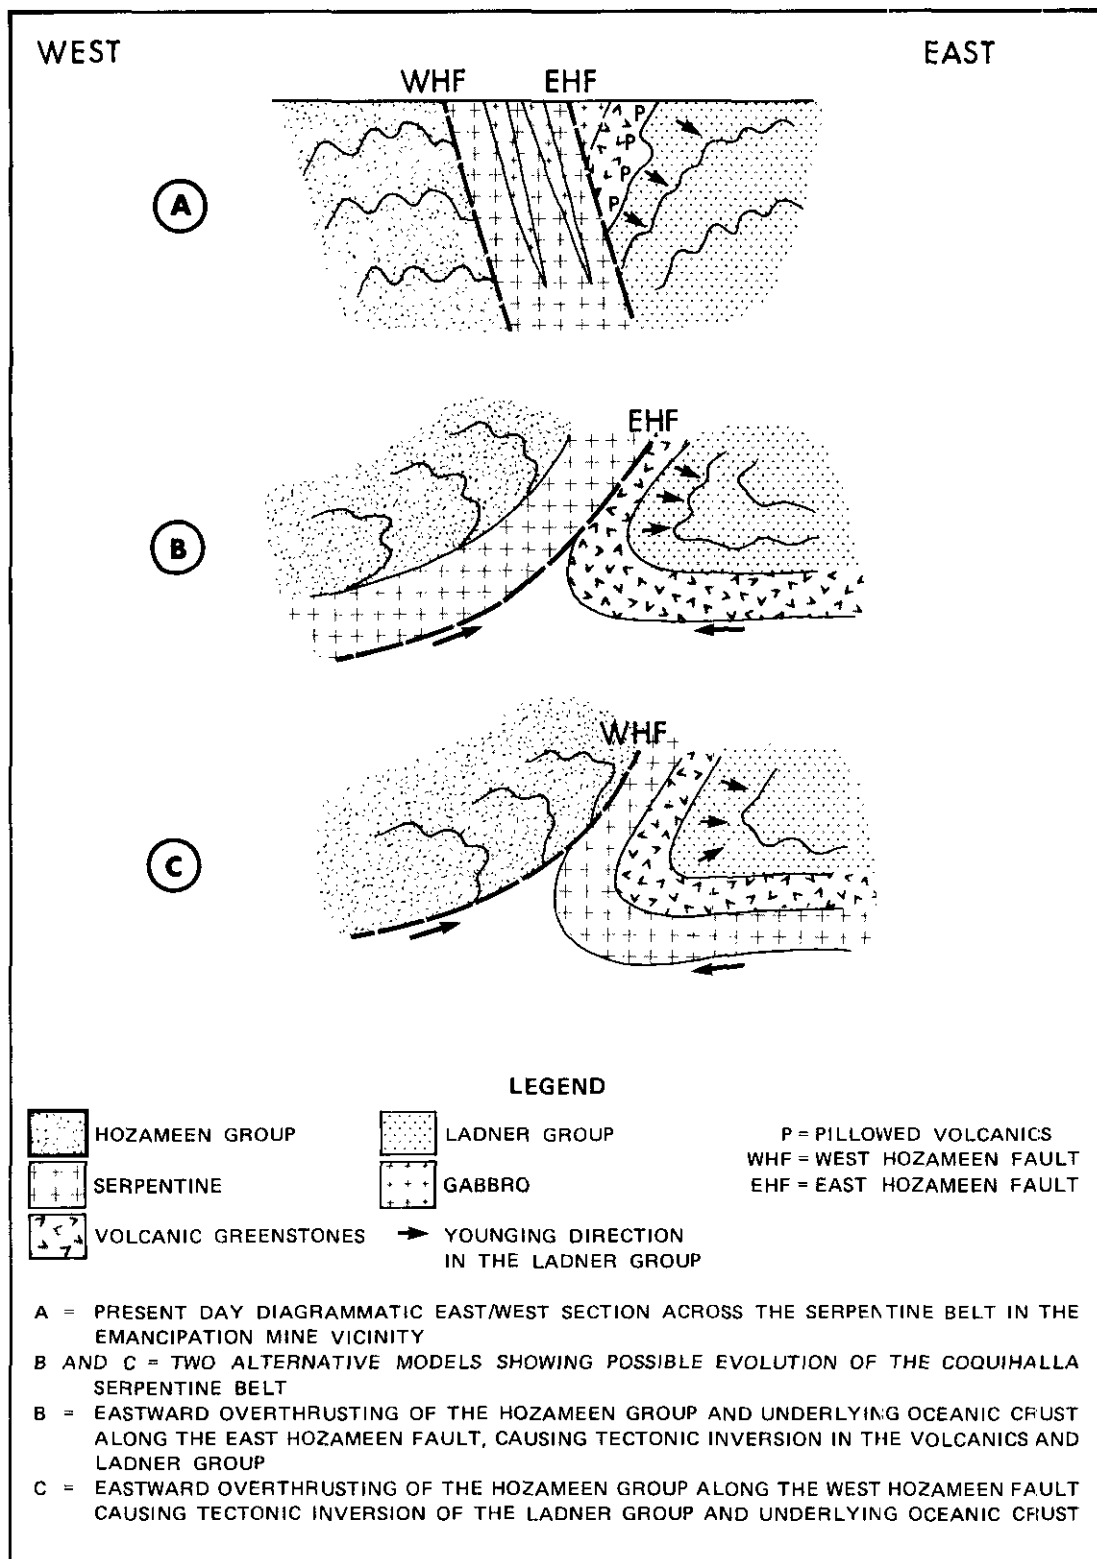 WEST
EAST
WHF
EHF
P
P
P
P
A
EHF
B
WHF
C
LEGEND
HOZAMEEN GROUP
LADNER GROUP
P = PILLOWED VOLCANICS
SERPENTINE
GABBRO
WHF = WEST HOZAMEEN FAULT
EHF = EAST HOZAMEEN FAULT
VOLCANIC GREENSTONES
YOUNGING DIRECTION
IN THE LADNER GROUP
A = PRESENT DAY DIAGRAMMATIC EAST/WEST SECTION ACROSS THE SERPENTINE BELT IN THE
EMANCIPATION MINE VICINITY
B AND C = TWO ALTERNATIVE MODELS SHOWING POSSIBLE EVOLUTION OF THE COQUIHALLA
SERPENTINE BELT
B = EASTWARD OVERTHRUSTING OF THE HOZAMEEN GROUP AND UNDERLYING OCEANIC CRUST
ALONG THE EAST HOZAMEEN FAULT, CAUSING TECTONIC INVERSION IN THE VOLCANICS AND
LADNER GROUP
C = EASTWARD OVERTHRUSTING OF THE HOZAMEEN GROUP ALONG THE WEST HOZAMEEN FAULT
CAUSING TECTONIC INVERSION OF THE LADNER GROUP AND UNDERLYING OCEANIC CRUST